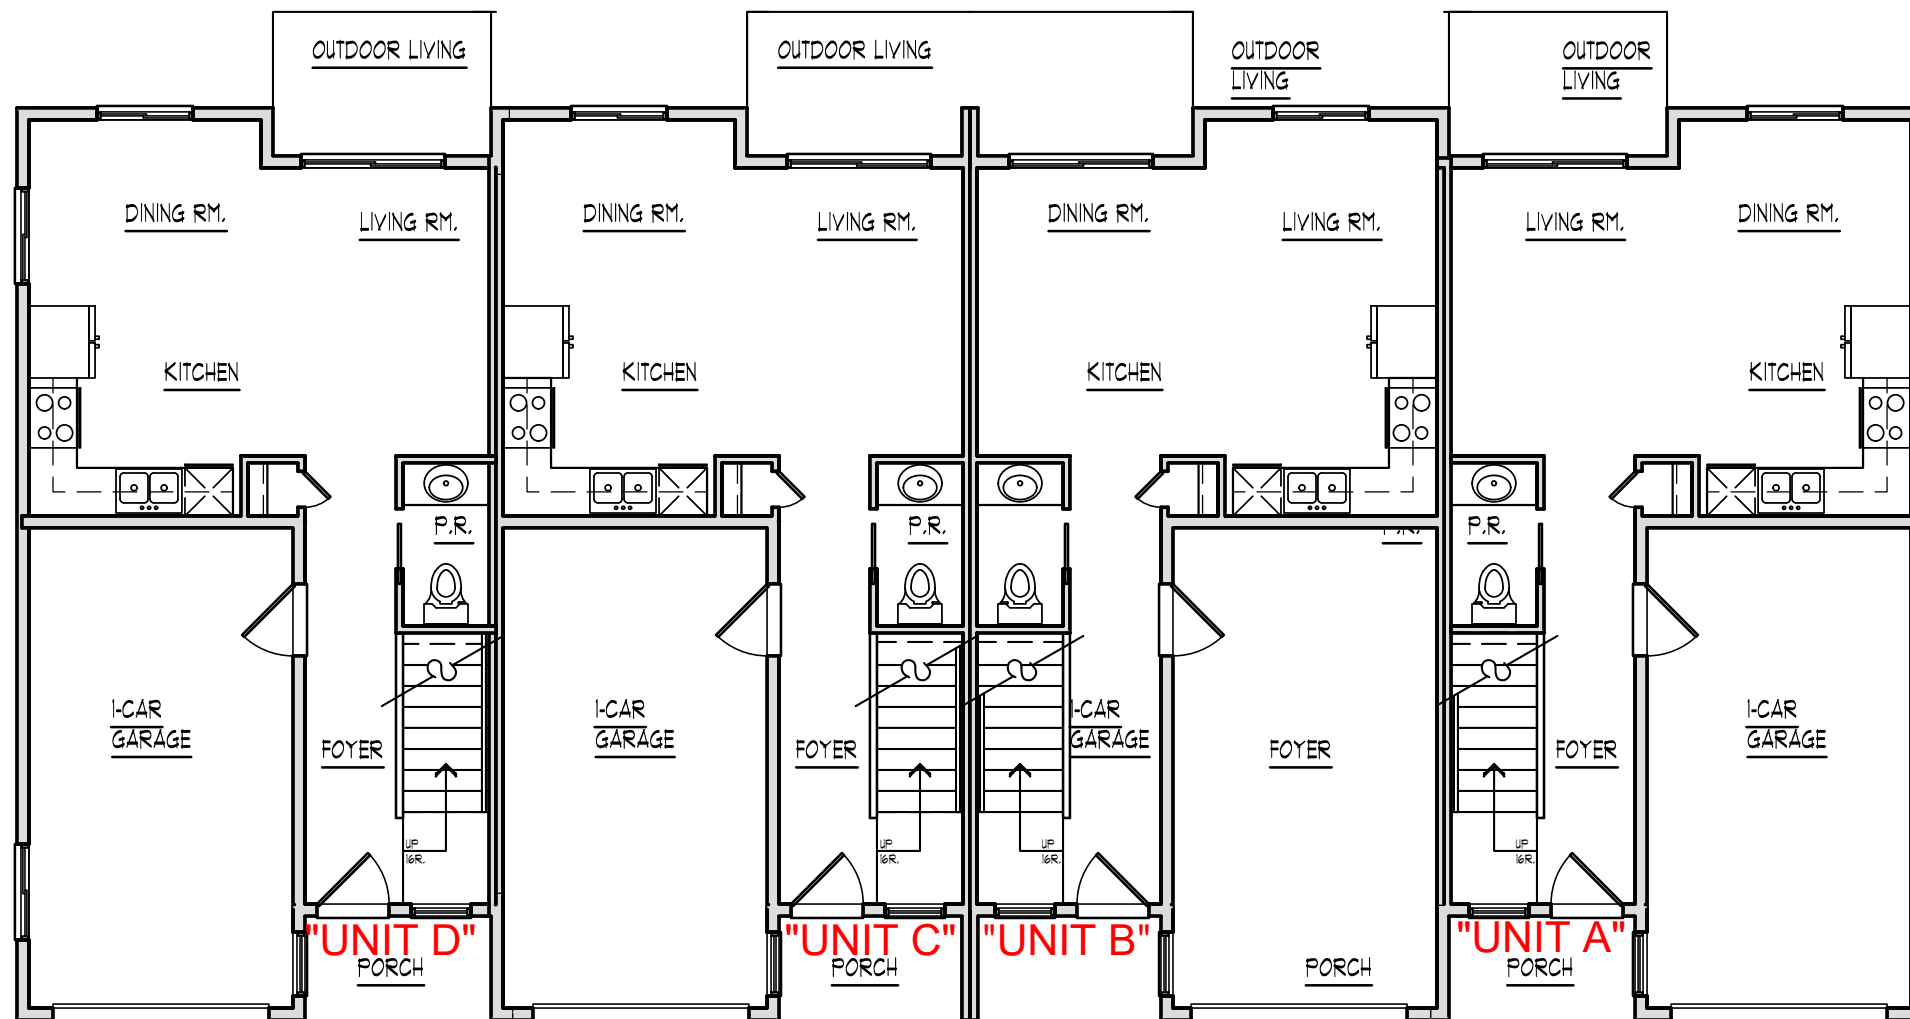 OUTDOOR LIVING
OUTDOOR LIVING
OUTDOOR
LIVING
OUTDOOR
LIVING
DINING RM.
LIVING RM.
DINING RM.
LIVING RM.
DINING RM.
LIVING RM.
LIVING RM.
DINING RM.
KITCHEN
KITCHEN
KITCHEN
KITCHEN
P.R.
P.R.
P.R.
P.R.
1-CAR
GARAGE
FOYER
1-CAR
GARAGE
FOYER
1-CAR
GARAGE
FOYER
FOYER
1-CAR
GARAGE
UP
16R.
UP
16R.
UP
16R.
UP
16R.
"UNIT D"
"UNIT C"
"UNIT B"
"UNIT A"
PORCH
PORCH
PORCH
PORCH